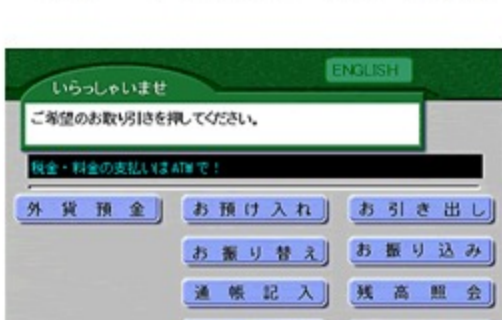 ENGLISH
いらっしゃいませ
ご希望のお取り引きを押してください。
税金・料金の支払いはATMで！
外貨預金 お預け入れ お引き出し
お振り替え お振り込み
通帳記入 残高照会